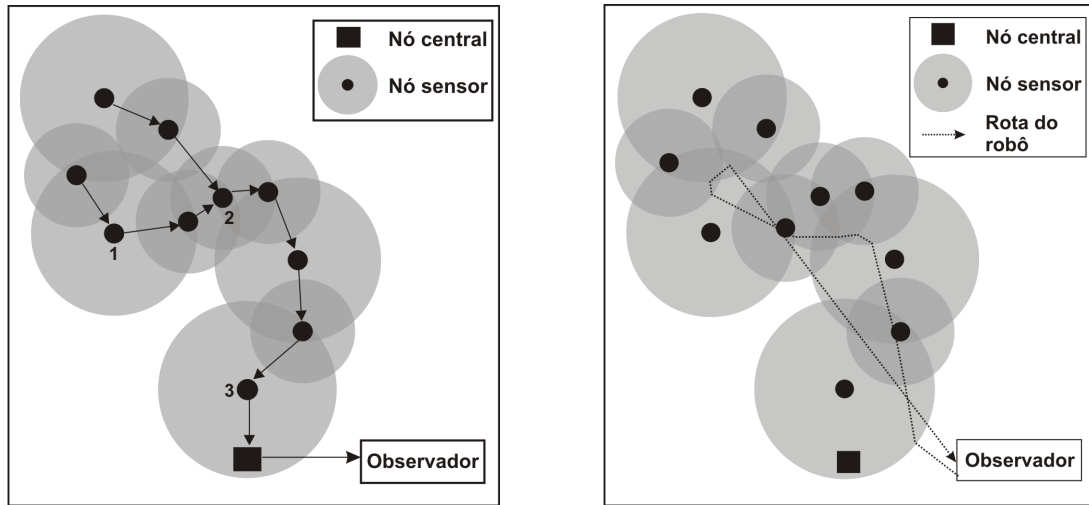 Nó central
Nó sensor
1
2
3
Observador
Nó central
Nó sensor
Rota do
robô
Observador